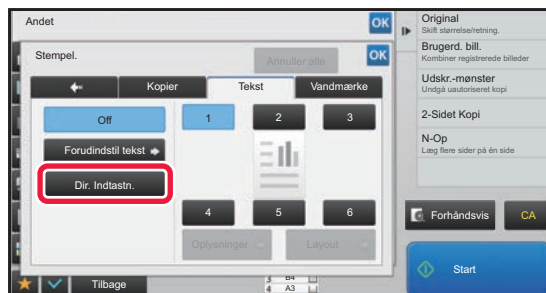 Andet
OK
Stempel.
Annuller alle
OK
Kopier
Tekst
Vandmærke
Off
Forudindstil tekst
Dir. Indtastn.
1
2
3
4
5
6
Oplysninger
Layout
Tilbage
3 B4
4 A3
Original
Skift størrelse/retning.
Brugerd. bill.
Kombiner registrerede billeder
Udskr.-mønster
Undgå uautoriseret kopi
2-Sidet Kopi
N-Op
Læg flere sider på én side
Forhåndsvis
CA
Start